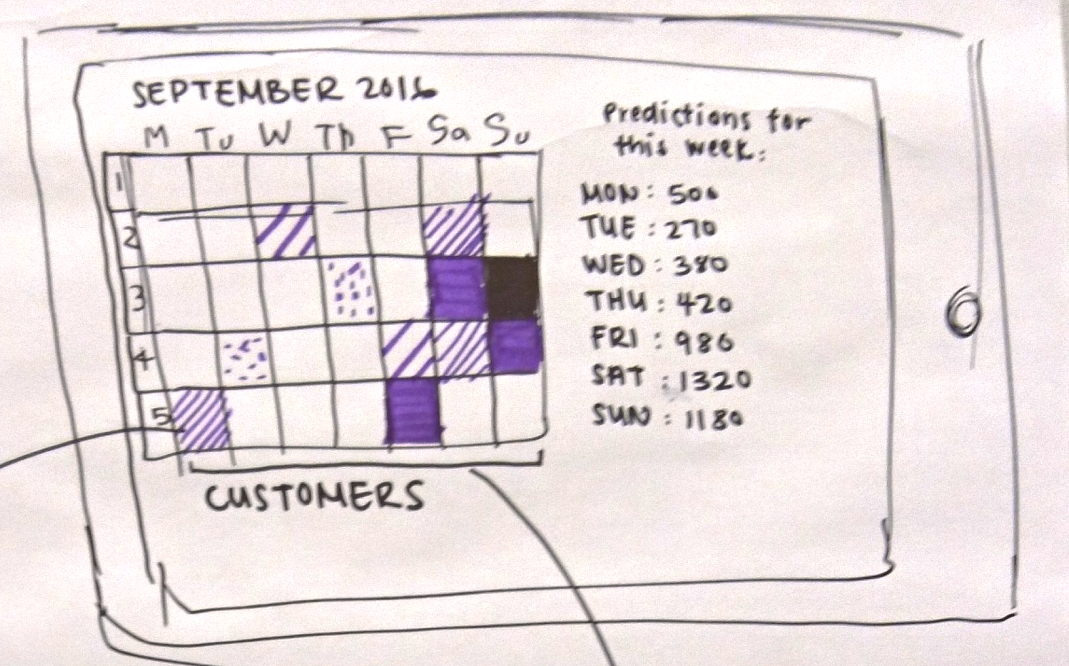 SEPTEMBER 2016
M Tu W Th F Sa Su
1
2
3
4
5
CUSTOMERS
Predictions for
this week:
MON: 500
TUE: 270
WED: 380
THU: 420
FRI: 980
SAT: 1320
SUN: 1180